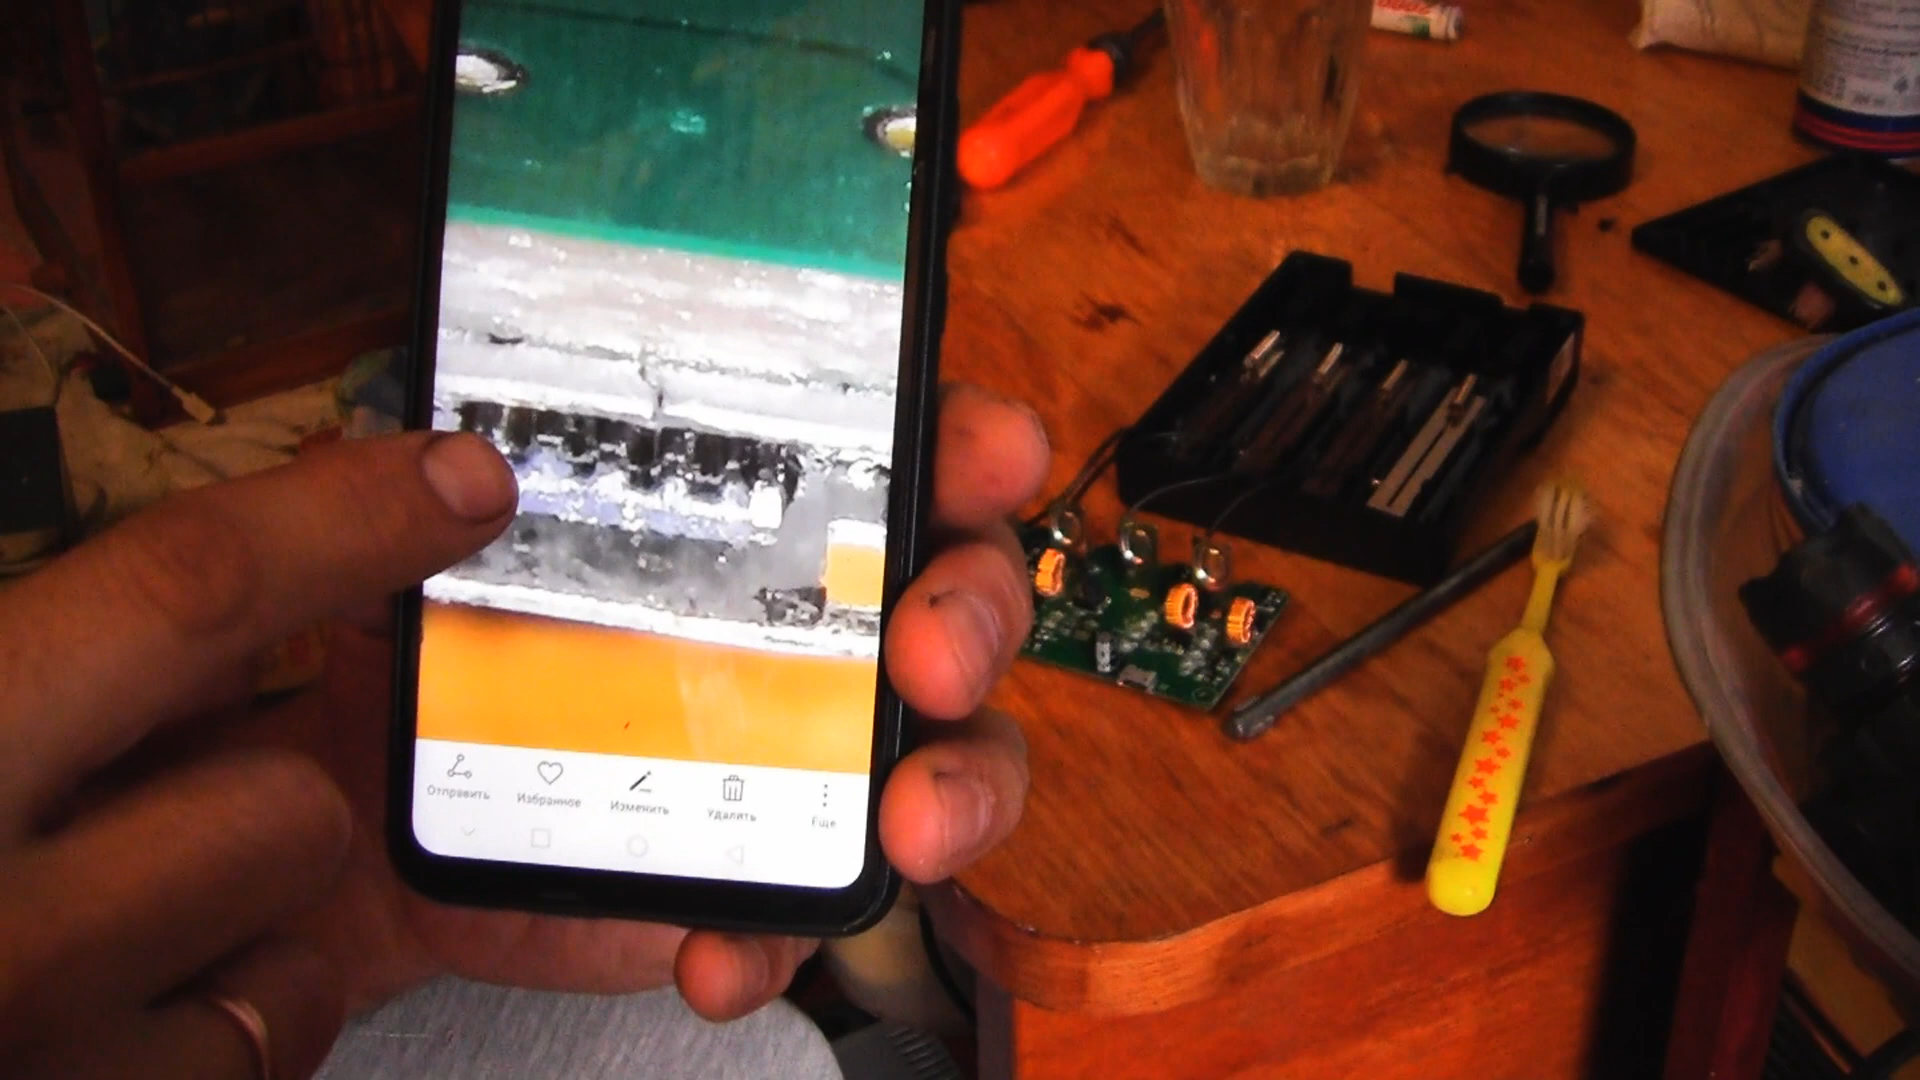 Отправить
Избранное
Изменить
Удалить
Еще